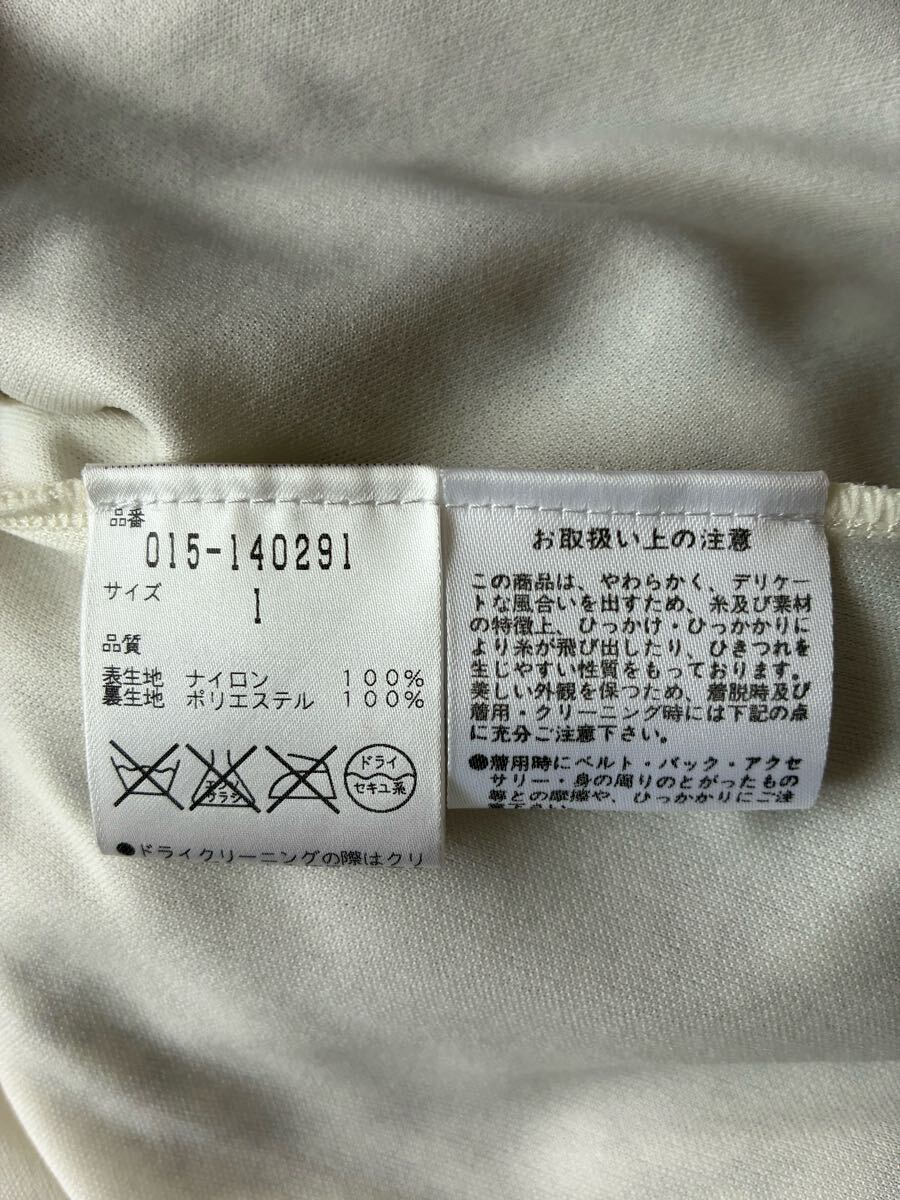 品番
015-140291
サイズ
1
品質
表生地 ナイロン 100%
裏生地 ポリエステル 100%
エンソ
サラシ
ドライ
セキユ系
●ドライクリーニングの際はクリ
お取扱い上の注意
この商品は、やわらかく、デリケー
トな風合いを出すため、糸及び素材
の特徴上、ひっかけ・ひっかかりに
より糸が飛び出したり、ひきつれを
生じやすい性質をもっております。
美しい外観を保つため、着脱時及び
着用・クリーニング時には下記の点
に充分ご注意下さい。
●着用時にベルト・バック・アクセ
サリー・身の周りのとがったもの
等との摩擦や、ひっかかりにご注
意下さい。